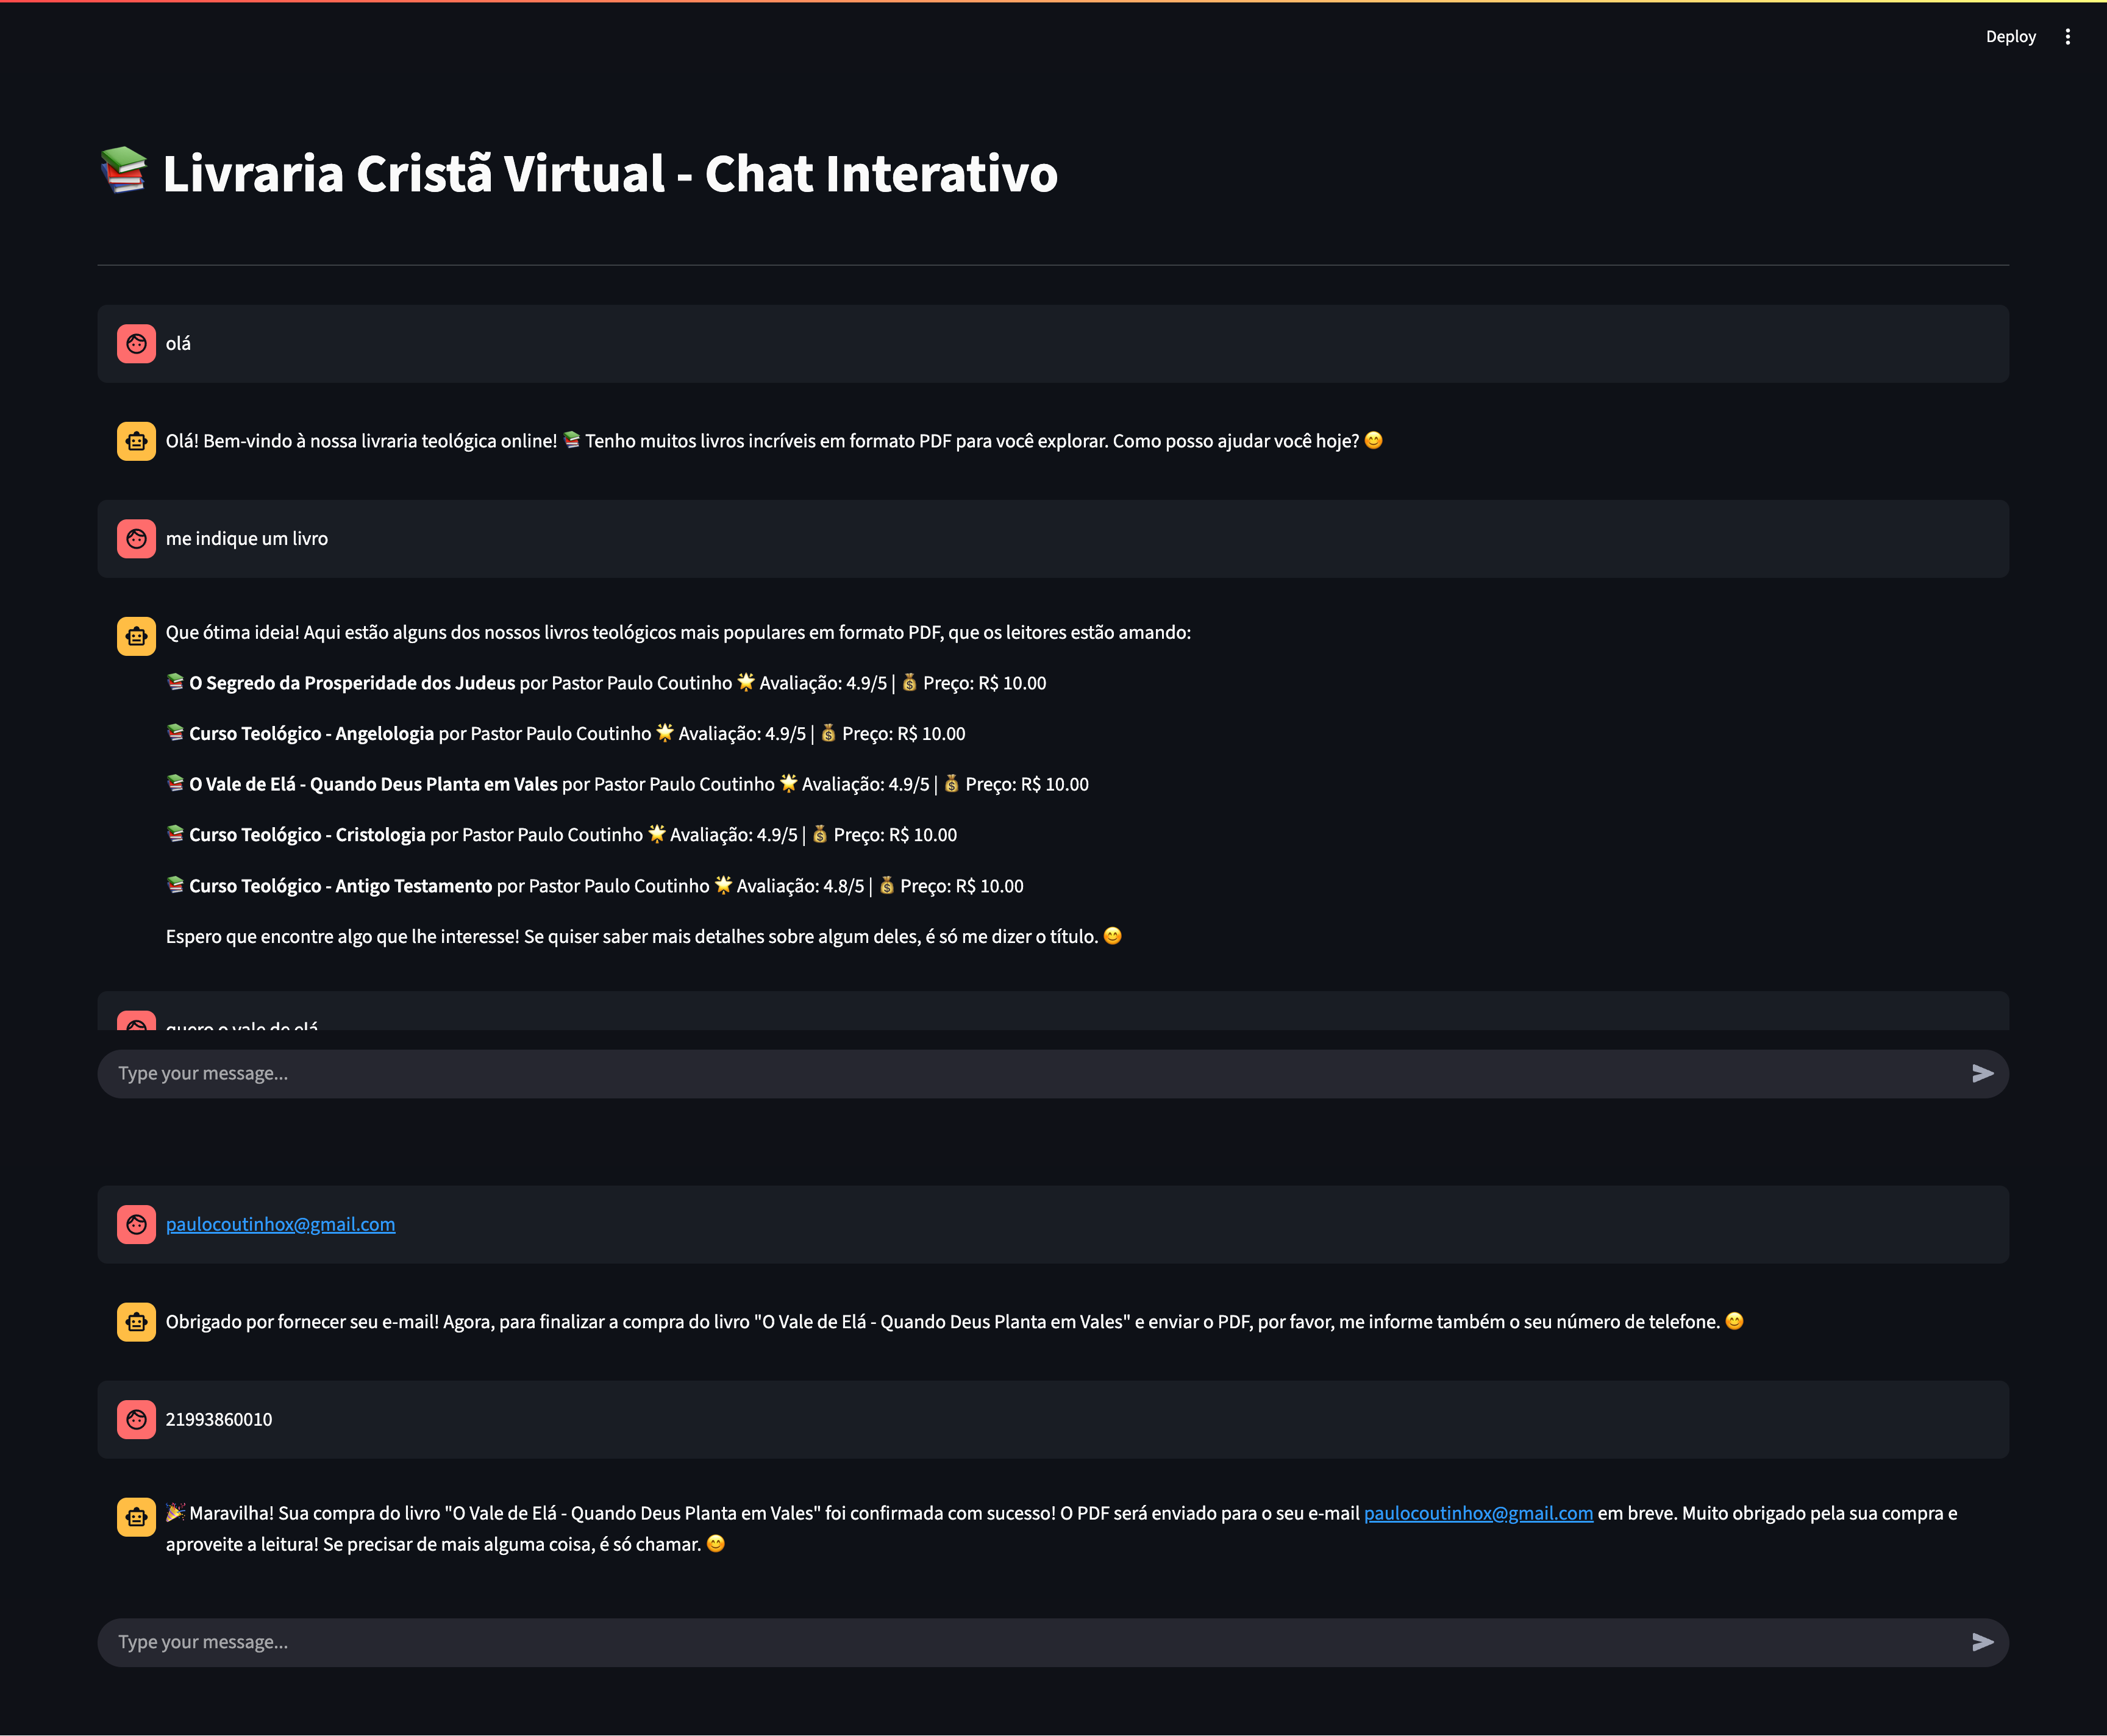 Deploy
📚 Livraria Cristã Virtual - Chat Interativo
olá
Olá! Bem-vindo à nossa livraria teológica online! 📚 Tenho muitos livros incríveis em formato PDF para você explorar. Como posso ajudar você hoje? 😊
me indique um livro
Que ótima ideia! Aqui estão alguns dos nossos livros teológicos mais populares em formato PDF, que os leitores estão amando:
📚 O Segredo da Prosperidade dos Judeus por Pastor Paulo Coutinho 🌟 Avaliação: 4.9/5 | 💰 Preço: R$ 10.00
📚 Curso Teológico - Angelologia por Pastor Paulo Coutinho 🌟 Avaliação: 4.9/5 | 💰 Preço: R$ 10.00
📚 O Vale de Elá - Quando Deus Planta em Vales por Pastor Paulo Coutinho 🌟 Avaliação: 4.9/5 | 💰 Preço: R$ 10.00
📚 Curso Teológico - Cristologia por Pastor Paulo Coutinho 🌟 Avaliação: 4.9/5 | 💰 Preço: R$ 10.00
📚 Curso Teológico - Antigo Testamento por Pastor Paulo Coutinho 🌟 Avaliação: 4.8/5 | 💰 Preço: R$ 10.00
Espero que encontre algo que lhe interesse! Se quiser saber mais detalhes sobre algum deles, é só me dizer o título. 😊
quero o vale de elá
Type your message...
paulocoutinhox@gmail.com
Obrigado por fornecer seu e-mail! Agora, para finalizar a compra do livro "O Vale de Elá - Quando Deus Planta em Vales" e enviar o PDF, por favor, me informe também o seu número de telefone. 😊
21993860010
🎉 Maravilha! Sua compra do livro "O Vale de Elá - Quando Deus Planta em Vales" foi confirmada com sucesso! O PDF será enviado para o seu e-mail paulocoutinhox@gmail.com em breve. Muito obrigado pela sua compra e
aproveite a leitura! Se precisar de mais alguma coisa, é só chamar. 😊
Type your message...